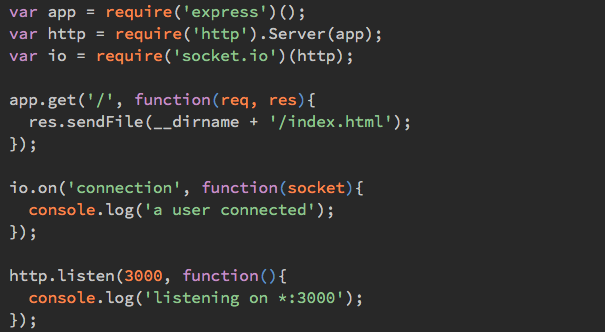 var app = require('express')();
var http = require('http').Server(app);
var io = require('socket.io')(http);
app.get('/', function(req, res){
  res.sendFile(__dirname + '/index.html');
});
io.on('connection', function(socket){
  console.log('a user connected');
});
http.listen(3000, function(){
  console.log('listening on *:3000');
});